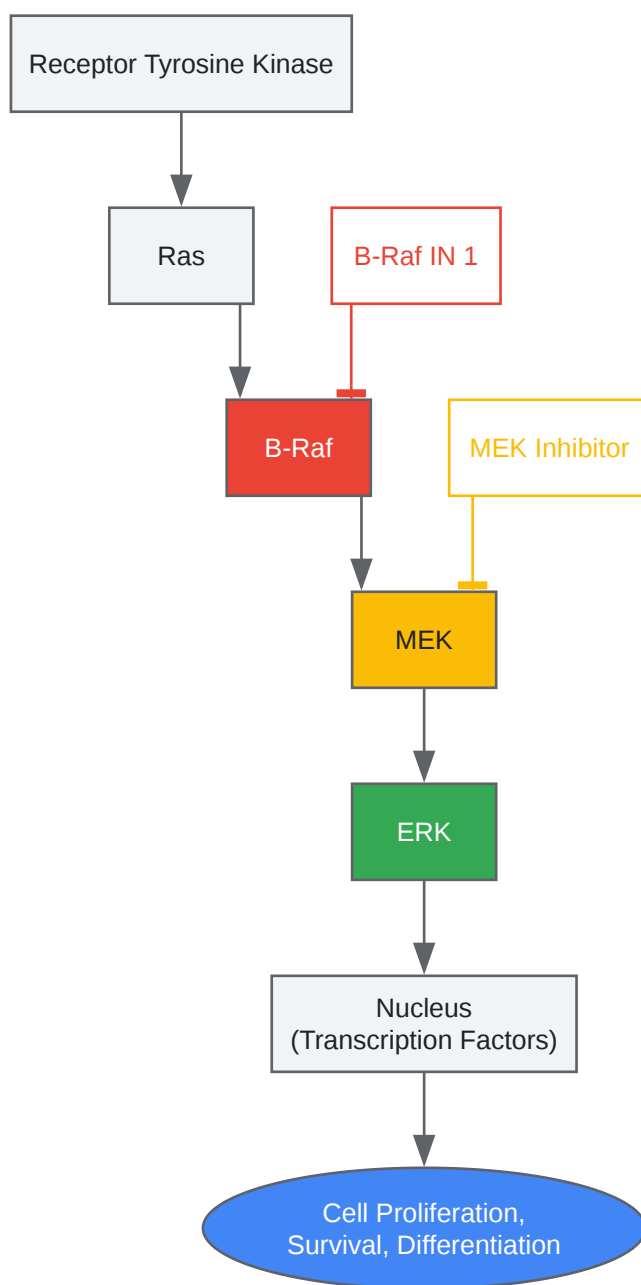 Receptor Tyrosine Kinase
Ras
B-Raf IN 1
B-Raf
MEK Inhibitor
MEK
ERK
Nucleus
(Transcription Factors)
Cell Proliferation,
Survival, Differentiation